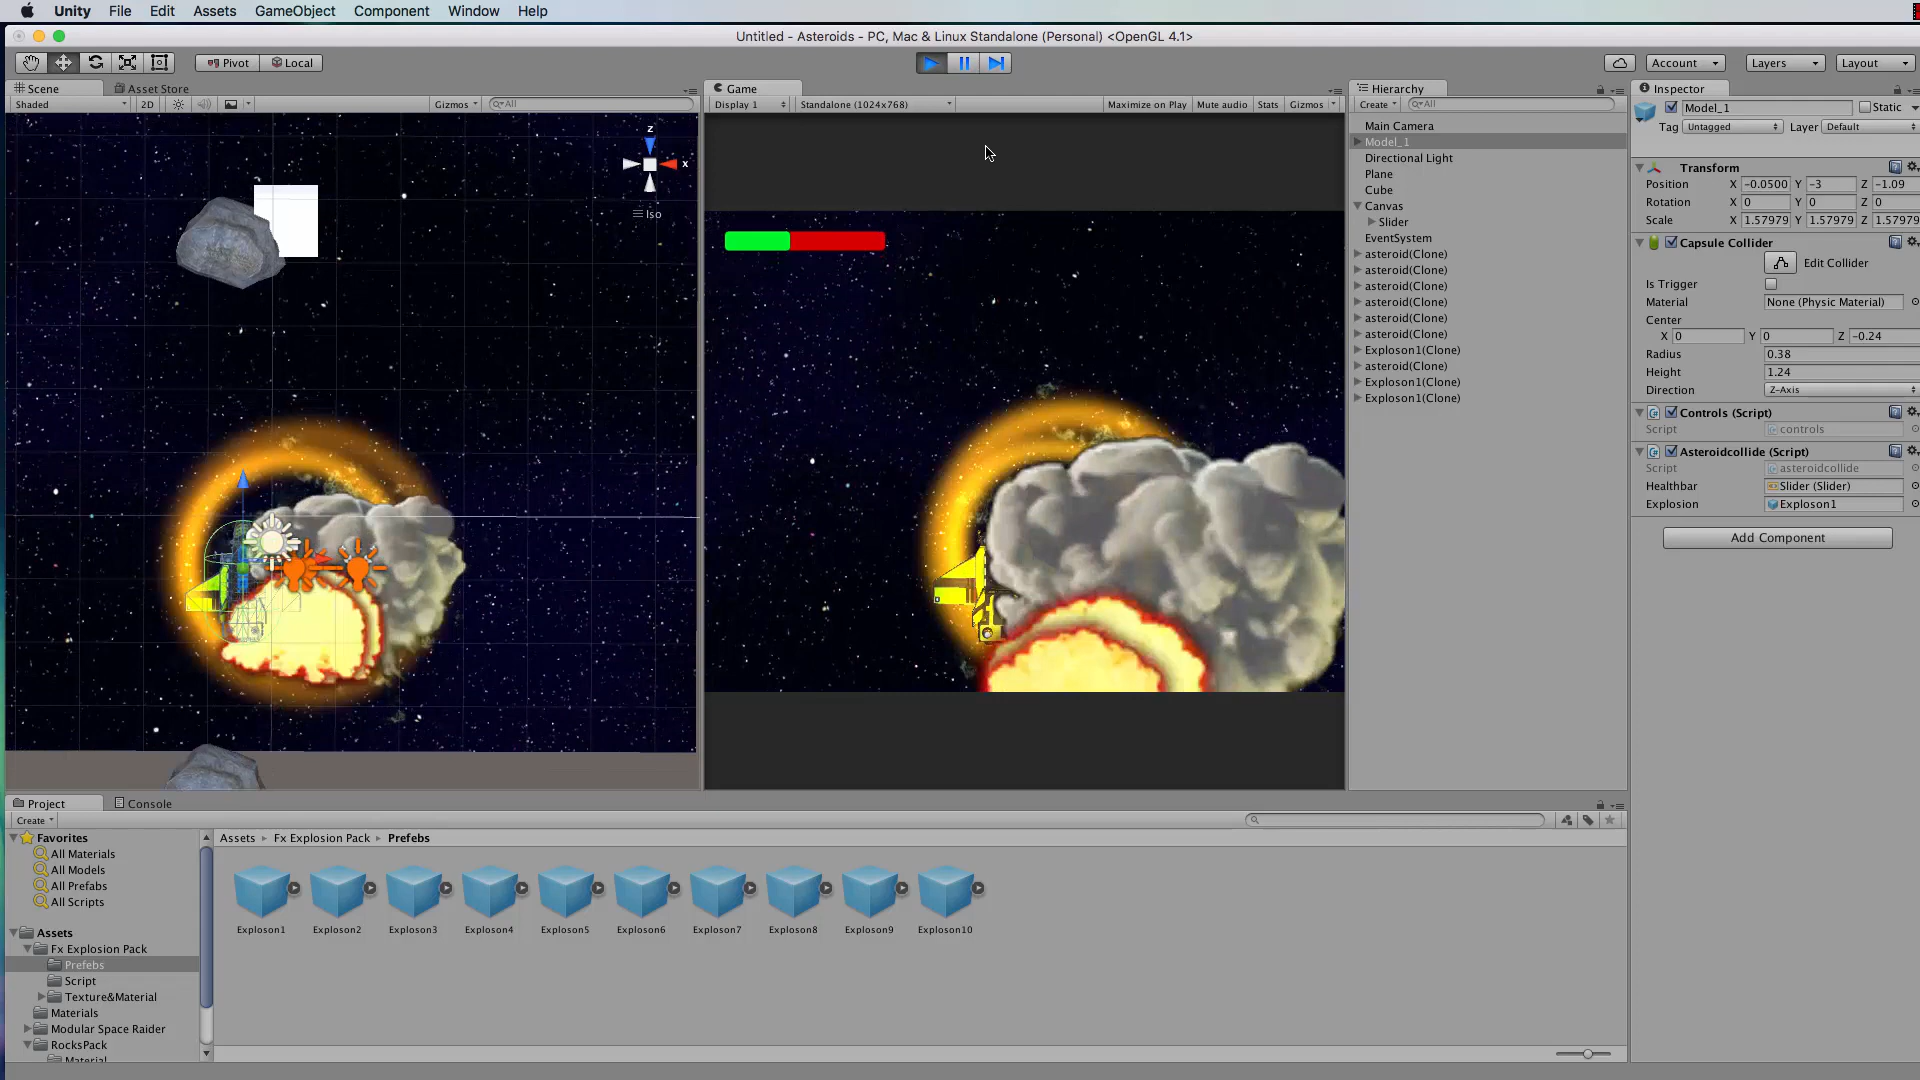 Unity File Edit Assets GameObject Component Window Help
Untitled - Asteroids - PC, Mac & Linux Standalone (Personal) <OpenGL 4.1>
Pivot Local
Account Layers Layout
Scene Asset Store
Shaded 2D Gizmos All
z
x
Iso
Game
Display 1 Standalone (1024x768) Maximize on Play Mute audio Stats Gizmos
Hierarchy
Create All
Main Camera
Model_1
Directional Light
Plane
Cube
Canvas
Slider
EventSystem
asteroid(Clone)
asteroid(Clone)
asteroid(Clone)
asteroid(Clone)
asteroid(Clone)
asteroid(Clone)
Exploson1(Clone)
asteroid(Clone)
Exploson1(Clone)
Exploson1(Clone)
Inspector
Model_1 Static
Tag Untagged Layer Default
Transform
Position X -0.0500 Y -3 Z -1.09
Rotation X 0 Y 0 Z 0
Scale X 1.57979 Y 1.57979 Z 1.57979
Capsule Collider
Edit Collider
Is Trigger
Material None (Physic Material)
Center
X 0 Y 0 Z -0.24
Radius 0.38
Height 1.24
Direction Z-Axis
Controls (Script)
Script controls
Asteroidcollide (Script)
Script asteroidcollide
Healthbar Slider (Slider)
Explosion Exploson1
Add Component
Project Console
Create
Favorites
All Materials
All Models
All Prefabs
All Scripts
Assets
Fx Explosion Pack
Prefebs
Script
Texture&Material
Materials
Modular Space Raider
RocksPack
Material
Assets Fx Explosion Pack Prefebs
Exploson1 Exploson2 Exploson3 Exploson4 Exploson5 Exploson6 Exploson7 Exploson8 Exploson9 Exploson10